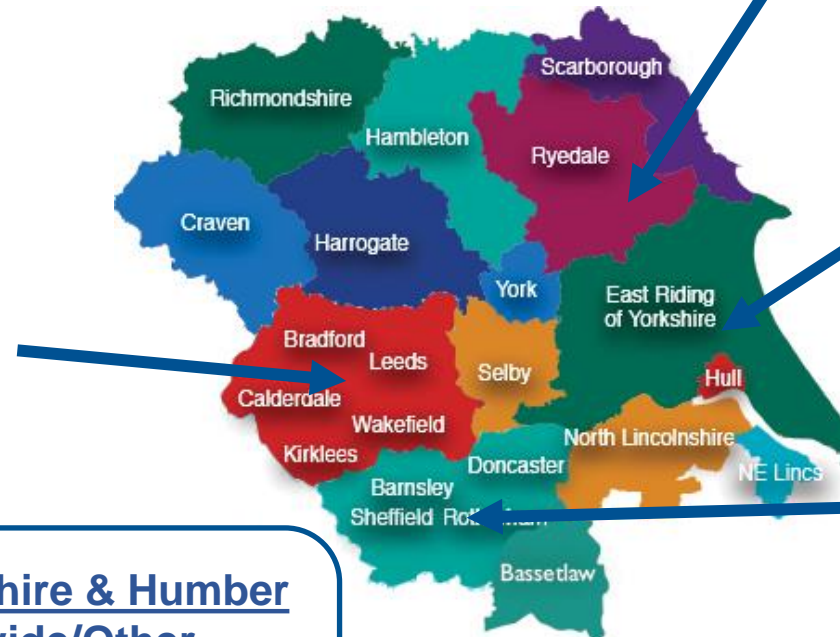 Scarborough
Richmondshire
Hambleton
Ryedale
Craven
Harrogate
York
East Riding
of Yorkshire
Bradford
Leeds
Selby
Hull
Calderdale
Wakefield
Kirklees
North Lincolnshire
Doncaster
NE Lincs
Barnsley
Sheffield
Bassetlaw
hire & Humber